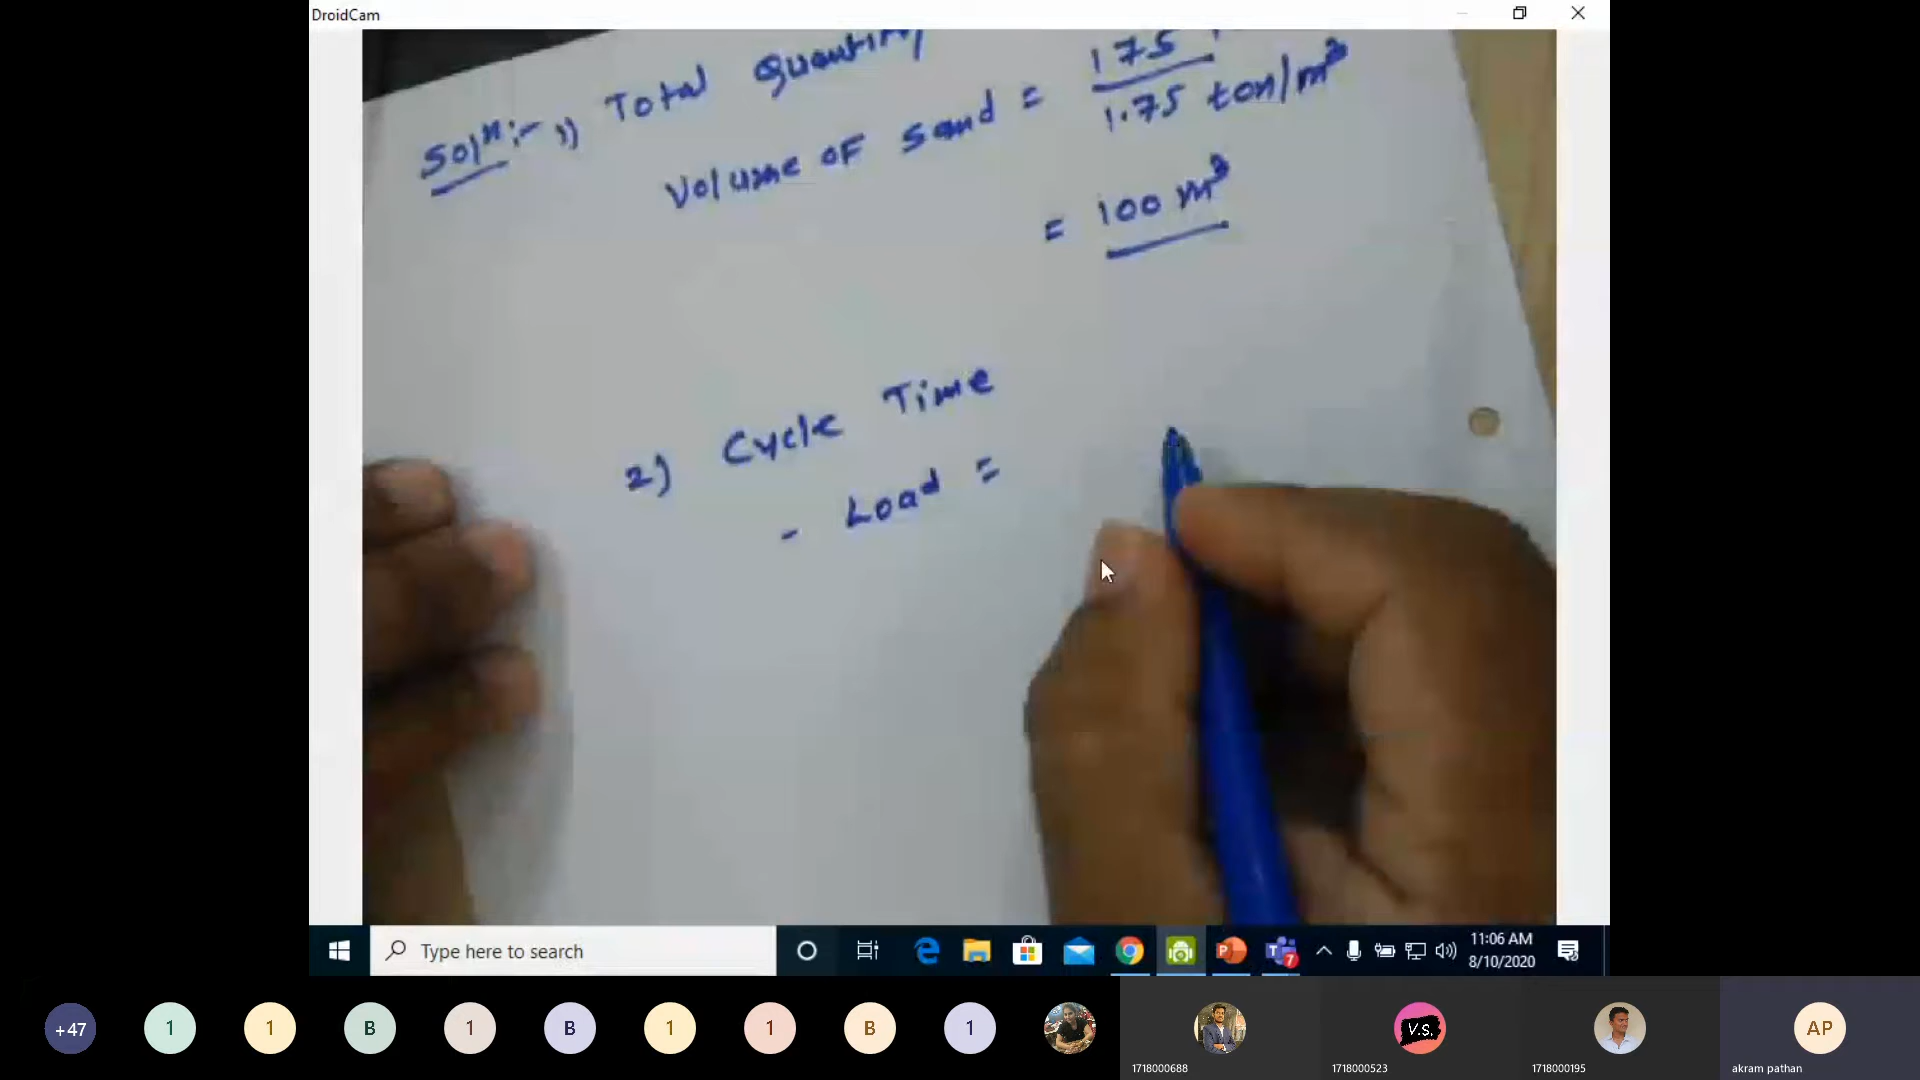 DroidCam
Solⁿ:- 1) Total Quantity
Volume of sand = 175
1.75 ton/m³
= 100 m³
2) Cycle Time
- Load =
Type here to search
11:06 AM
8/10/2020
7
+47
1
1
B
1
B
1
1
B
1
V.S.
AP
1718000688
1718000523
1718000195
akram pathan